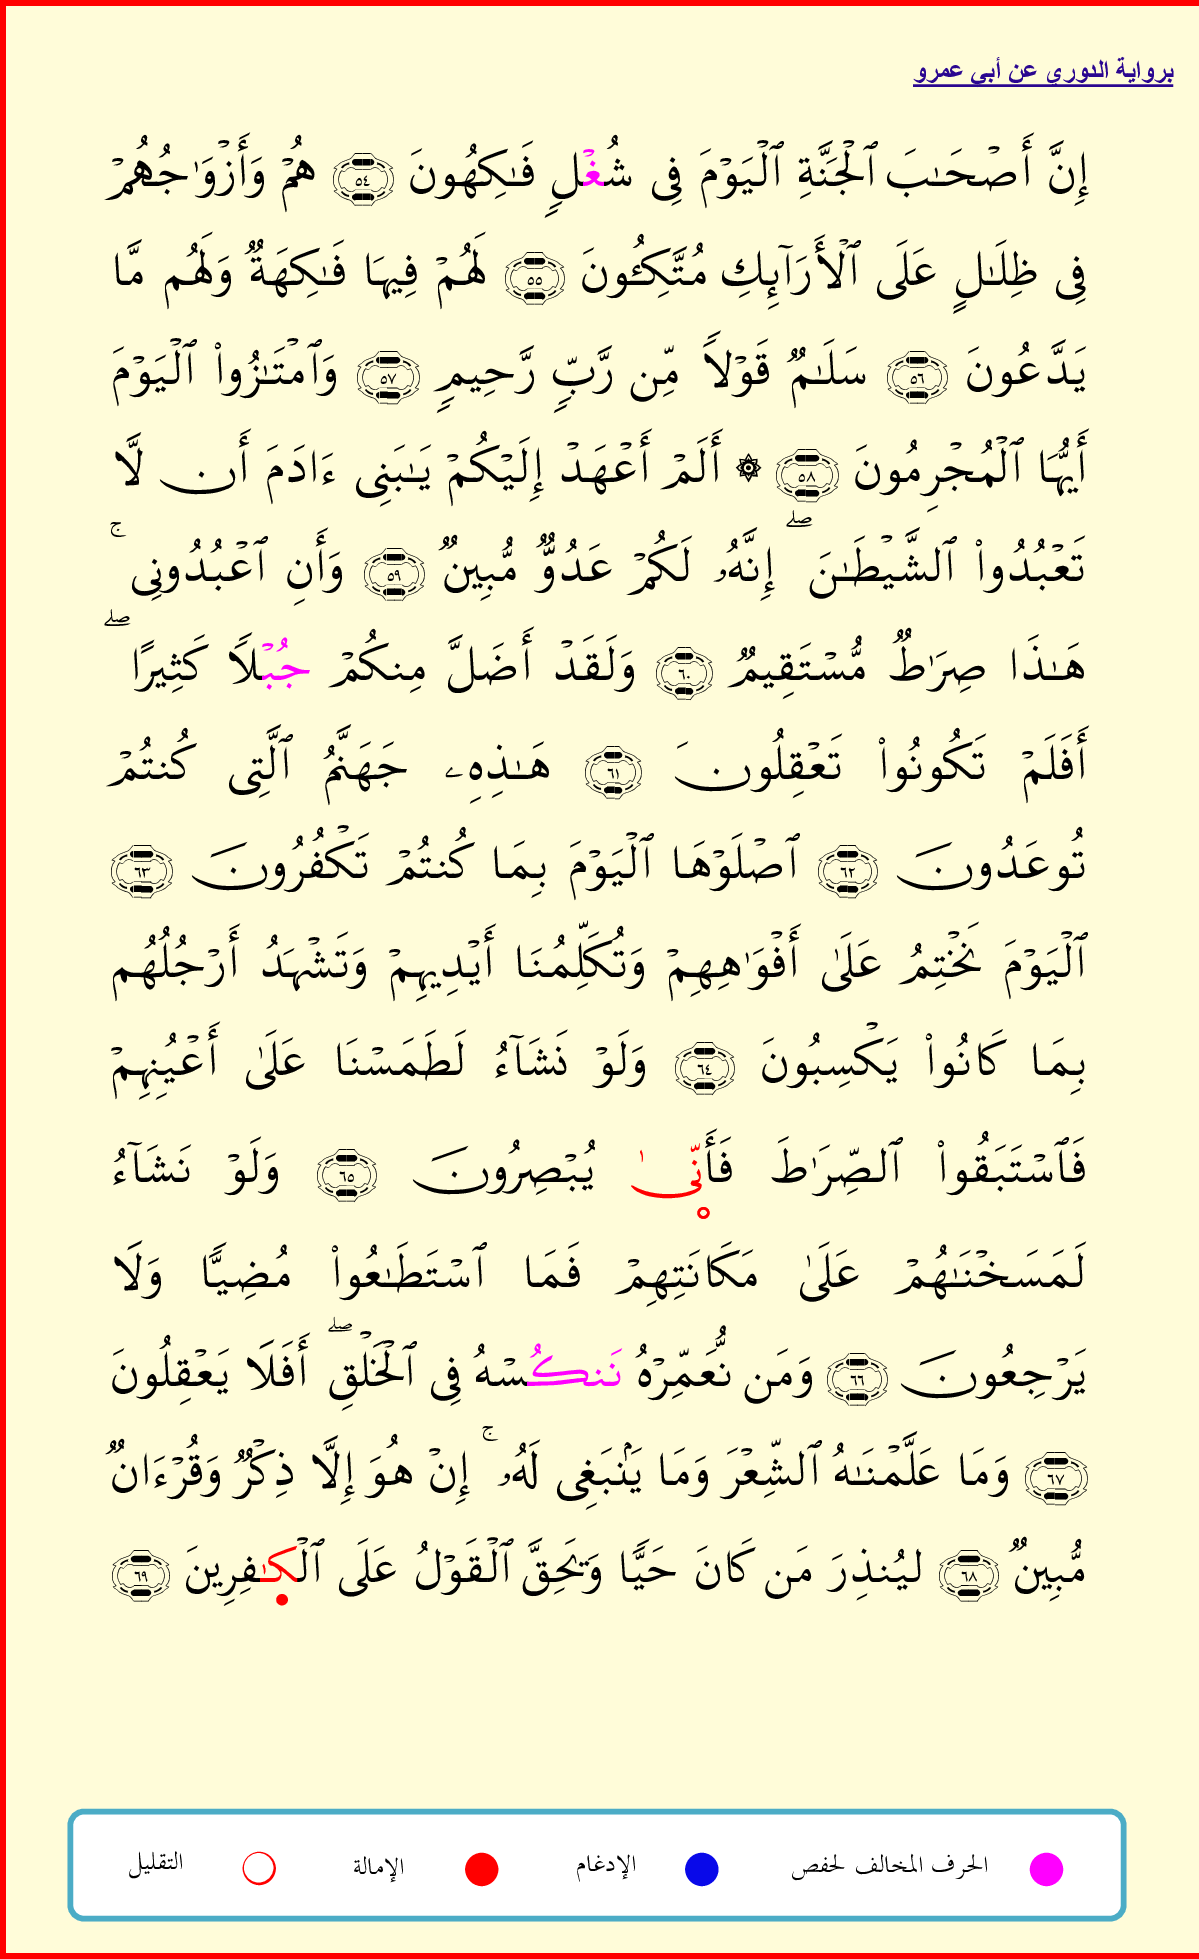 برواية الدوري عن أبي عمرو
إِنَّ أَصْحَٰبَ ٱلْجَنَّةِ ٱلْيَوْمَ فِى شُغْلٍ فَٰكِهُونَ ٥٤ هُمْ وَأَزْوَٰجُهُمْ
فِى ظِلَٰلٍ عَلَى ٱلْأَرَآئِكِ مُتَّكِـُٔونَ ٥٥ لَهُمْ فِيهَا فَٰكِهَةٌ وَلَهُم مَّا
يَدَّعُونَ ٥٦ سَلَٰمٌ قَوْلاً مِّن رَّبٍّ رَّحِيمٍ ٥٧ وَٱمْتَٰزُوا۟ ٱلْيَوْمَ
أَيُّهَا ٱلْمُجْرِمُونَ ٥٨ ۞ أَلَمْ أَعْهَدْ إِلَيْكُمْ يَٰبَنِى ءَادَمَ أَن لَّا
تَعْبُدُوا۟ ٱلشَّيْطَٰنَ ۖ إِنَّهُۥ لَكُمْ عَدُوٌّ مُّبِينٌ ٥٩ وَأَنِ ٱعْبُدُونِى ۚ
هَٰذَا صِرَٰطٌ مُّسْتَقِيمٌ ٦٠ وَلَقَدْ أَضَلَّ مِنكُمْ جُبْلاً كَثِيرًا ۖ
أَفَلَمْ تَكُونُوا۟ تَعْقِلُونَ ٦١ هَٰذِهِۦ جَهَنَّمُ ٱلَّتِى كُنتُمْ
تُوعَدُونَ ٦٢ ٱصْلَوْهَا ٱلْيَوْمَ بِمَا كُنتُمْ تَكْفُرُونَ ٦٣
ٱلْيَوْمَ نَخْتِمُ عَلَىٰ أَفْوَٰهِهِمْ وَتُكَلِّمُنَا أَيْدِيهِمْ وَتَشْهَدُ أَرْجُلُهُم
بِمَا كَانُوا۟ يَكْسِبُونَ ٦٤ وَلَوْ نَشَآءُ لَطَمَسْنَا عَلَىٰ أَعْيُنِهِمْ
فَٱسْتَبَقُوا۟ ٱلصِّرَٰطَ فَأَنِّىٰ يُبْصِرُونَ ٦٥ وَلَوْ نَشَآءُ
لَمَسَخْنَٰهُمْ عَلَىٰ مَكَانَتِهِمْ فَمَا ٱسْتَطَٰعُوا۟ مُضِيًّا وَلَا
يَرْجِعُونَ ٦٦ وَمَن نُّعَمِّرْهُ نَنكُسْهُ فِى ٱلْخَلْقِ ۖ أَفَلَا يَعْقِلُونَ
٦٧ وَمَا عَلَّمْنَٰهُ ٱلشِّعْرَ وَمَا يَنۢبَغِى لَهُۥ ۚ إِنْ هُوَ إِلَّا ذِكْرٌ وَقُرْءَانٌ
مُّبِينٌ ٦٨ لِيُنذِرَ مَن كَانَ حَيًّا وَيَحِقَّ ٱلْقَوْلُ عَلَى ٱلْكَٰفِرِينَ ٦٩
الحرف المخالف لحفص الإدغام الإمالة التقليل